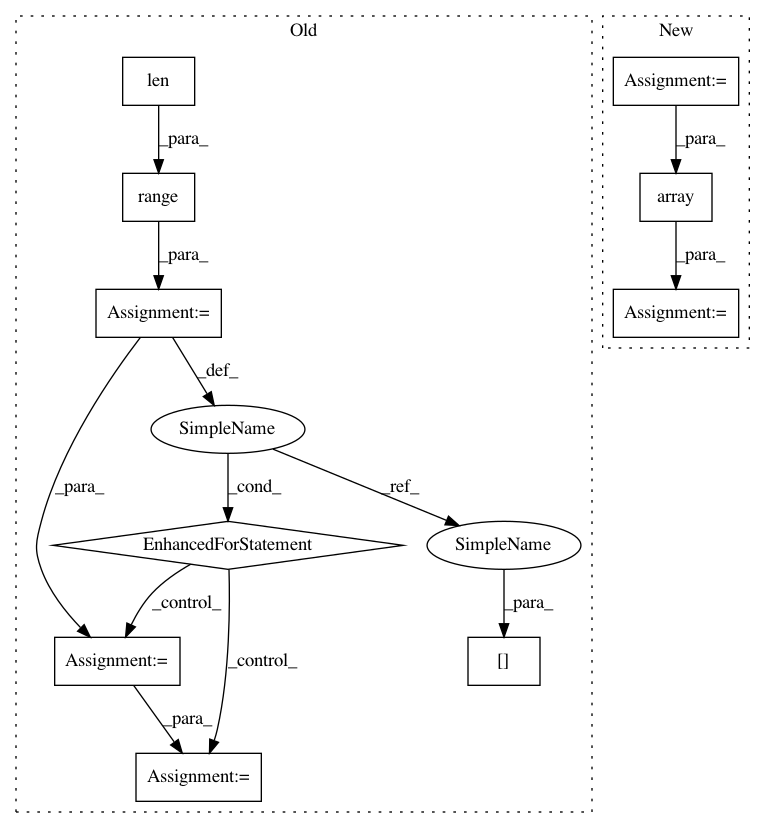 Old
New
len
Assignment:=
_para_
_para_
range
array
_para_
_para_
Assignment:=
Assignment:=
_def_
SimpleName
_para_
_cond_
_ref_
EnhancedForStatement
SimpleName
_control_
_para_
Assignment:=
_control_
[]
_para_
Assignment:=